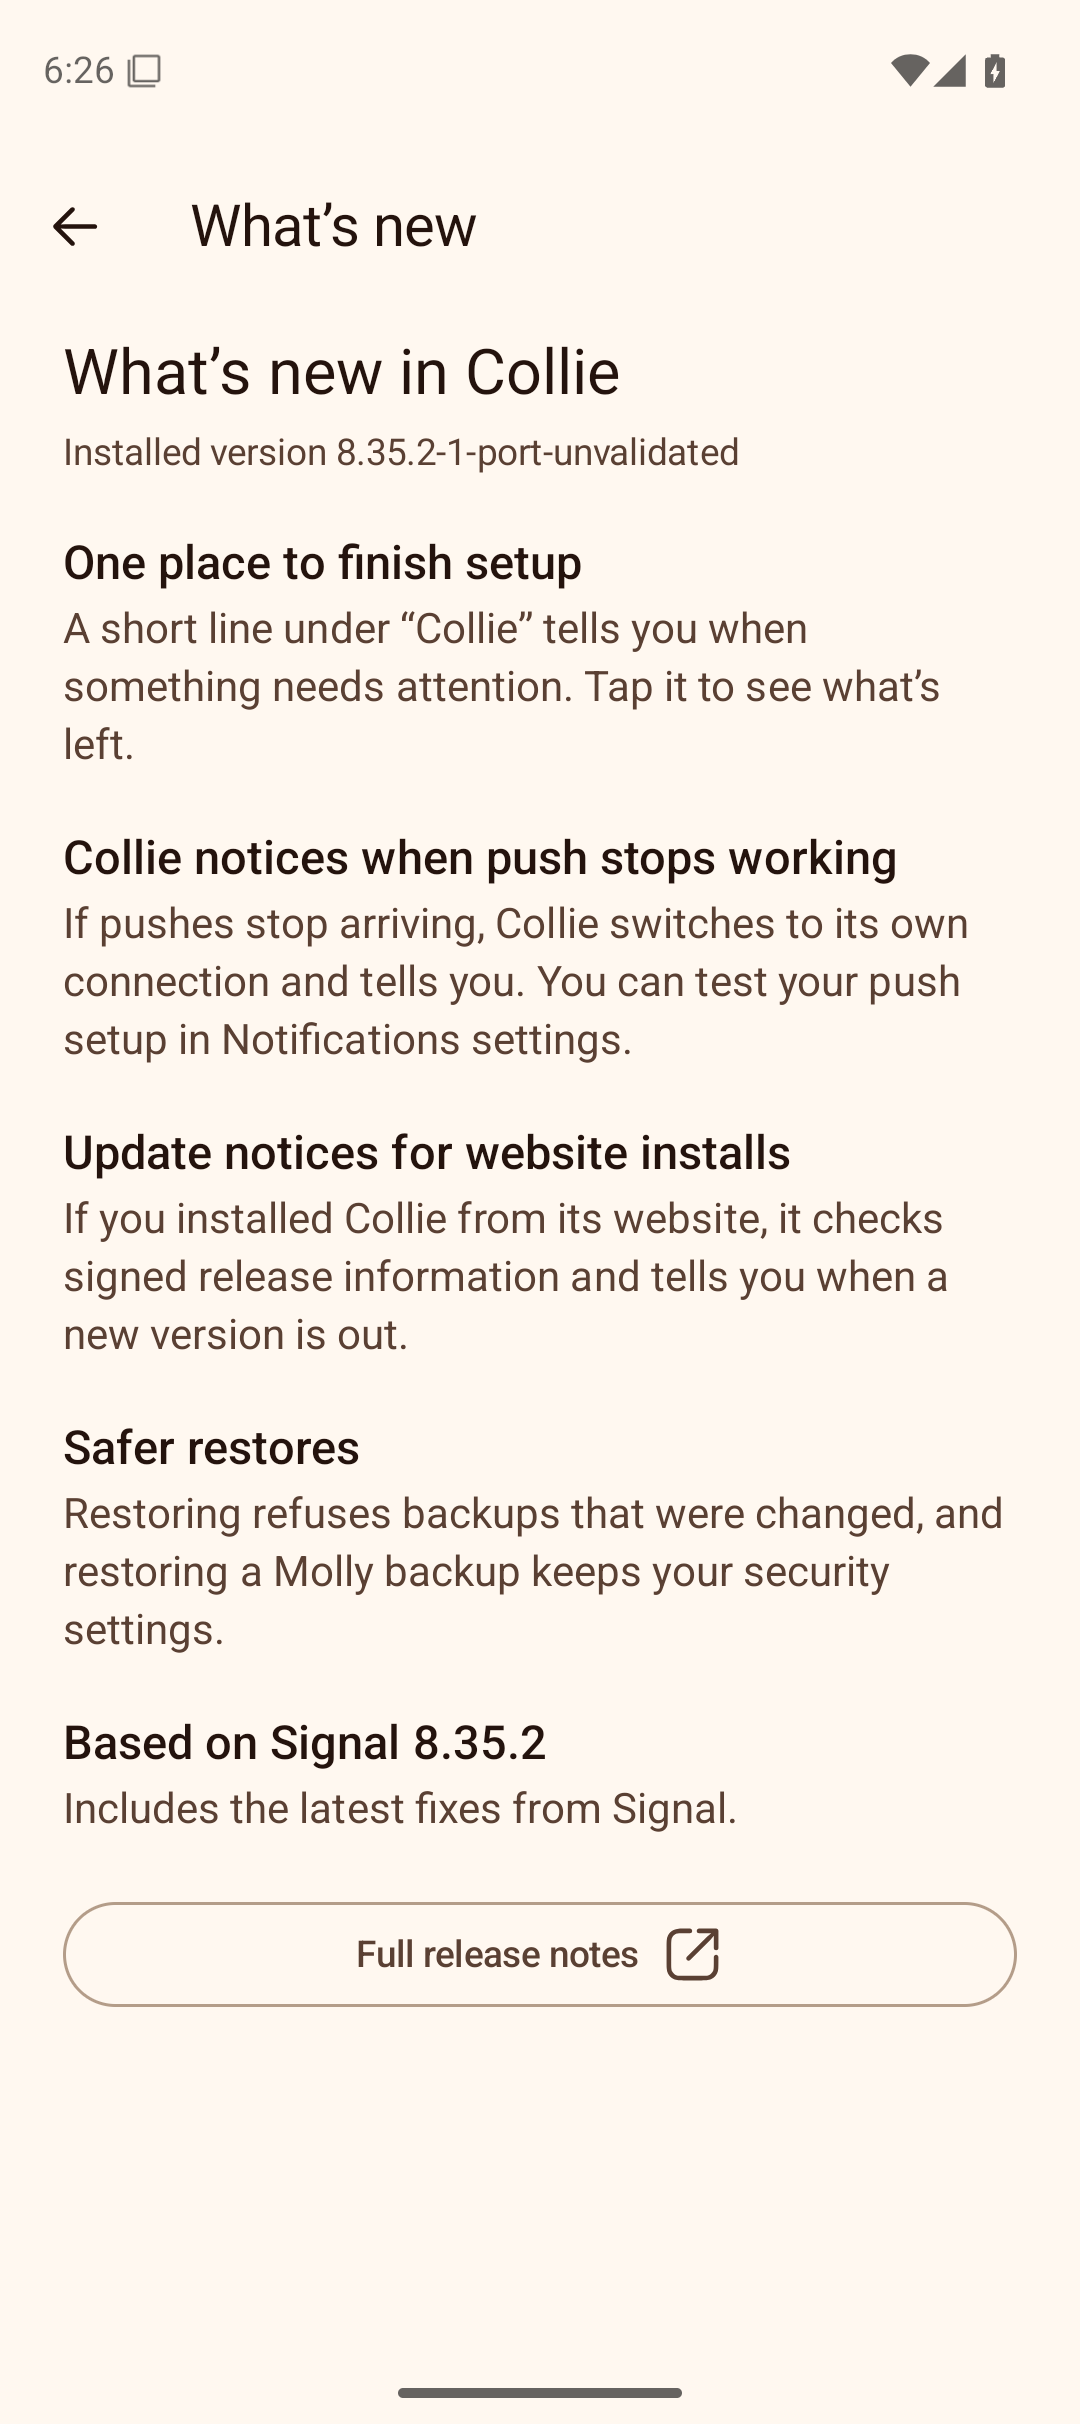 6:26
What’s new
What’s new in Collie
Installed version 8.35.2-1-port-unvalidated
One place to finish setup
A short line under “Collie” tells you when
something needs attention. Tap it to see what’s
left.
Collie notices when push stops working
If pushes stop arriving, Collie switches to its own
connection and tells you. You can test your push
setup in Notifications settings.
Update notices for website installs
If you installed Collie from its website, it checks
signed release information and tells you when a
new version is out.
Safer restores
Restoring refuses backups that were changed, and
restoring a Molly backup keeps your security
settings.
Based on Signal 8.35.2
Includes the latest fixes from Signal.
Full release notes